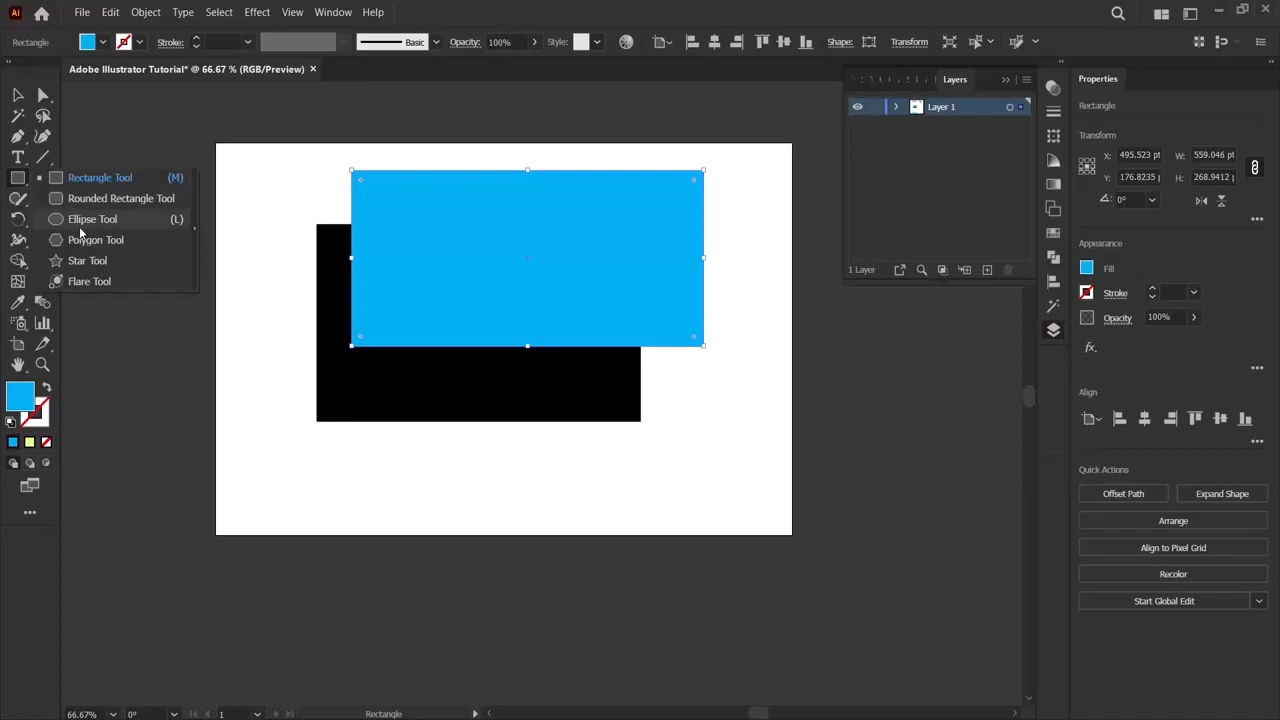 Ai File Edit Object Type Select Effect View Window Help
Rectangle Stroke: Basic Opacity: 100% Style: Shape Transform
Adobe Illustrator Tutorial* @ 66.67 % (RGB/Preview) ×
Layers
Layer 1
1 Layer
Rectangle Tool (M)
Rounded Rectangle Tool
Ellipse Tool (L)
Polygon Tool
Star Tool
Flare Tool
Properties
Rectangle
Transform
X: 495.523 pt W: 559.046 pt
Y: 176.8235 p H: 268.9412 p
0°
Appearance
Fill
Stroke
Opacity 100%
fx.
Align
Quick Actions
Offset Path Expand Shape
Arrange
Align to Pixel Grid
Recolor
Start Global Edit
66.67% 0° 1 Rectangle